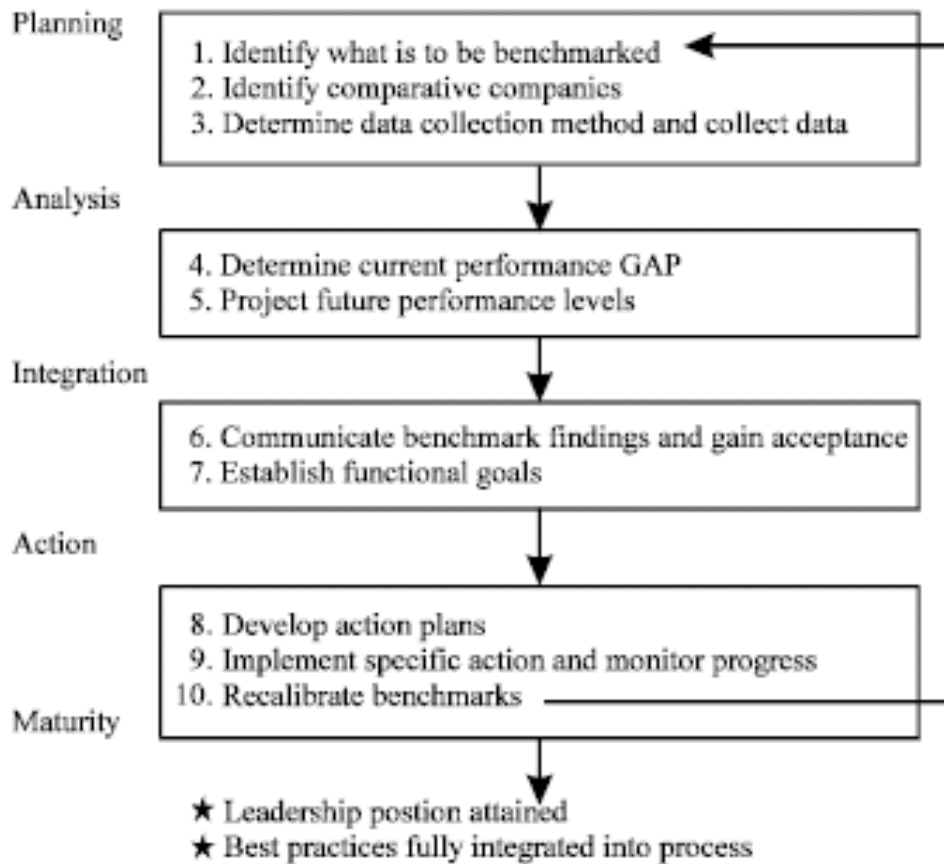 Planning
1. Identify what is to be benchmarked
2. Identify comparative companies
3. Determine data collection method and collect data
Analysis
4. Determine current performance GAP
5. Project future performance levels
Integration
6. Communicate benchmark findings and gain acceptance
7. Establish functional goals
Action
8. Develop action plans
9. Implement specific action and monitor progress
10. Recalibrate benchmarks
Maturity
★ Leadership postion attained
★ Best practices fully integrated into process